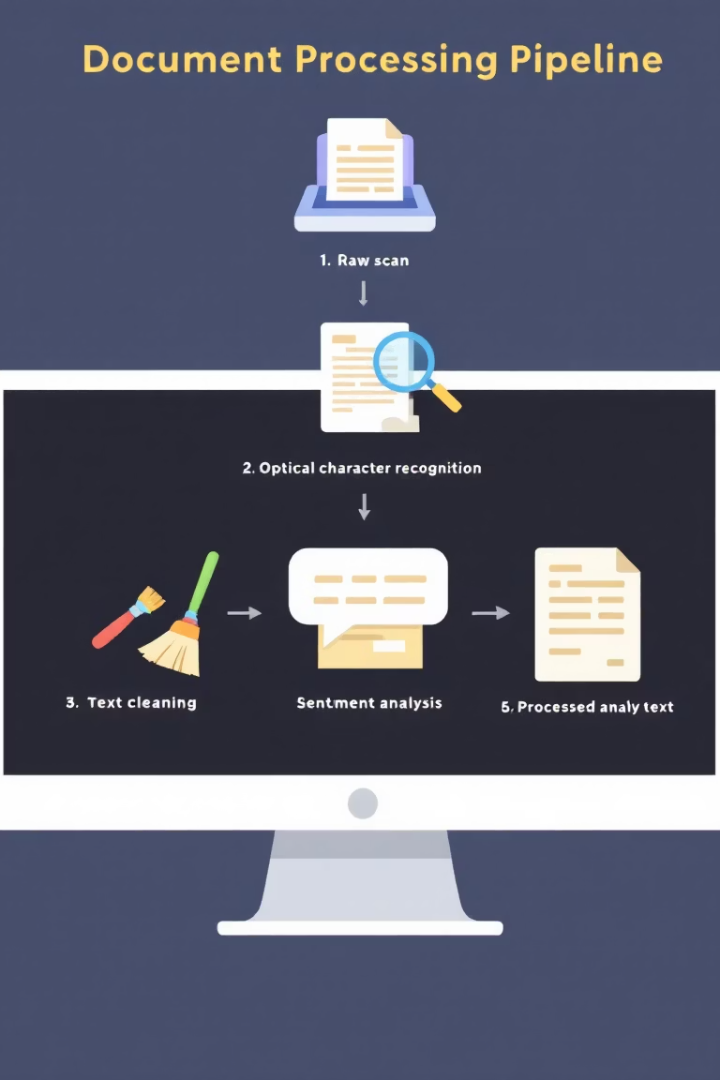 Document Processing Pipeline
1. Raw scan
2. Optical character recognition
3. Text cleaning
Sentment analysis
5. Processed analy text